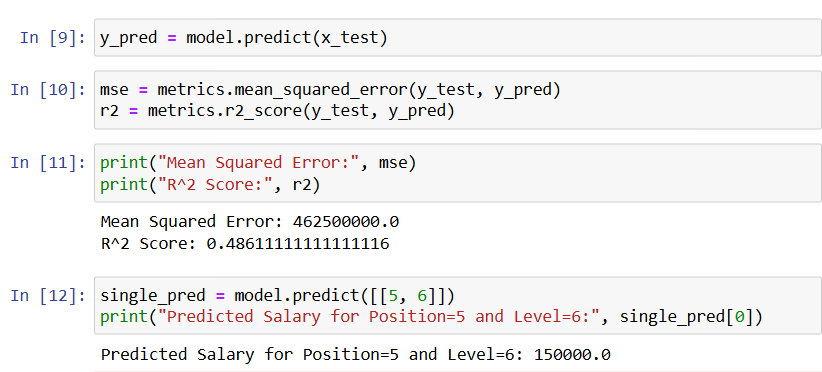 In [9]: y_pred = model.predict(x_test)
In [10]: mse = metrics.mean_squared_error(y_test, y_pred)
r2 = metrics.r2_score(y_test, y_pred)
In [11]: print("Mean Squared Error:", mse)
print("R^2 Score:", r2)
Mean Squared Error: 462500000.0
R^2 Score: 0.48611111111111116
In [12]: single_pred = model.predict([[5, 6]])
print("Predicted Salary for Position=5 and Level=6:", single_pred[0])
Predicted Salary for Position=5 and Level=6: 150000.0